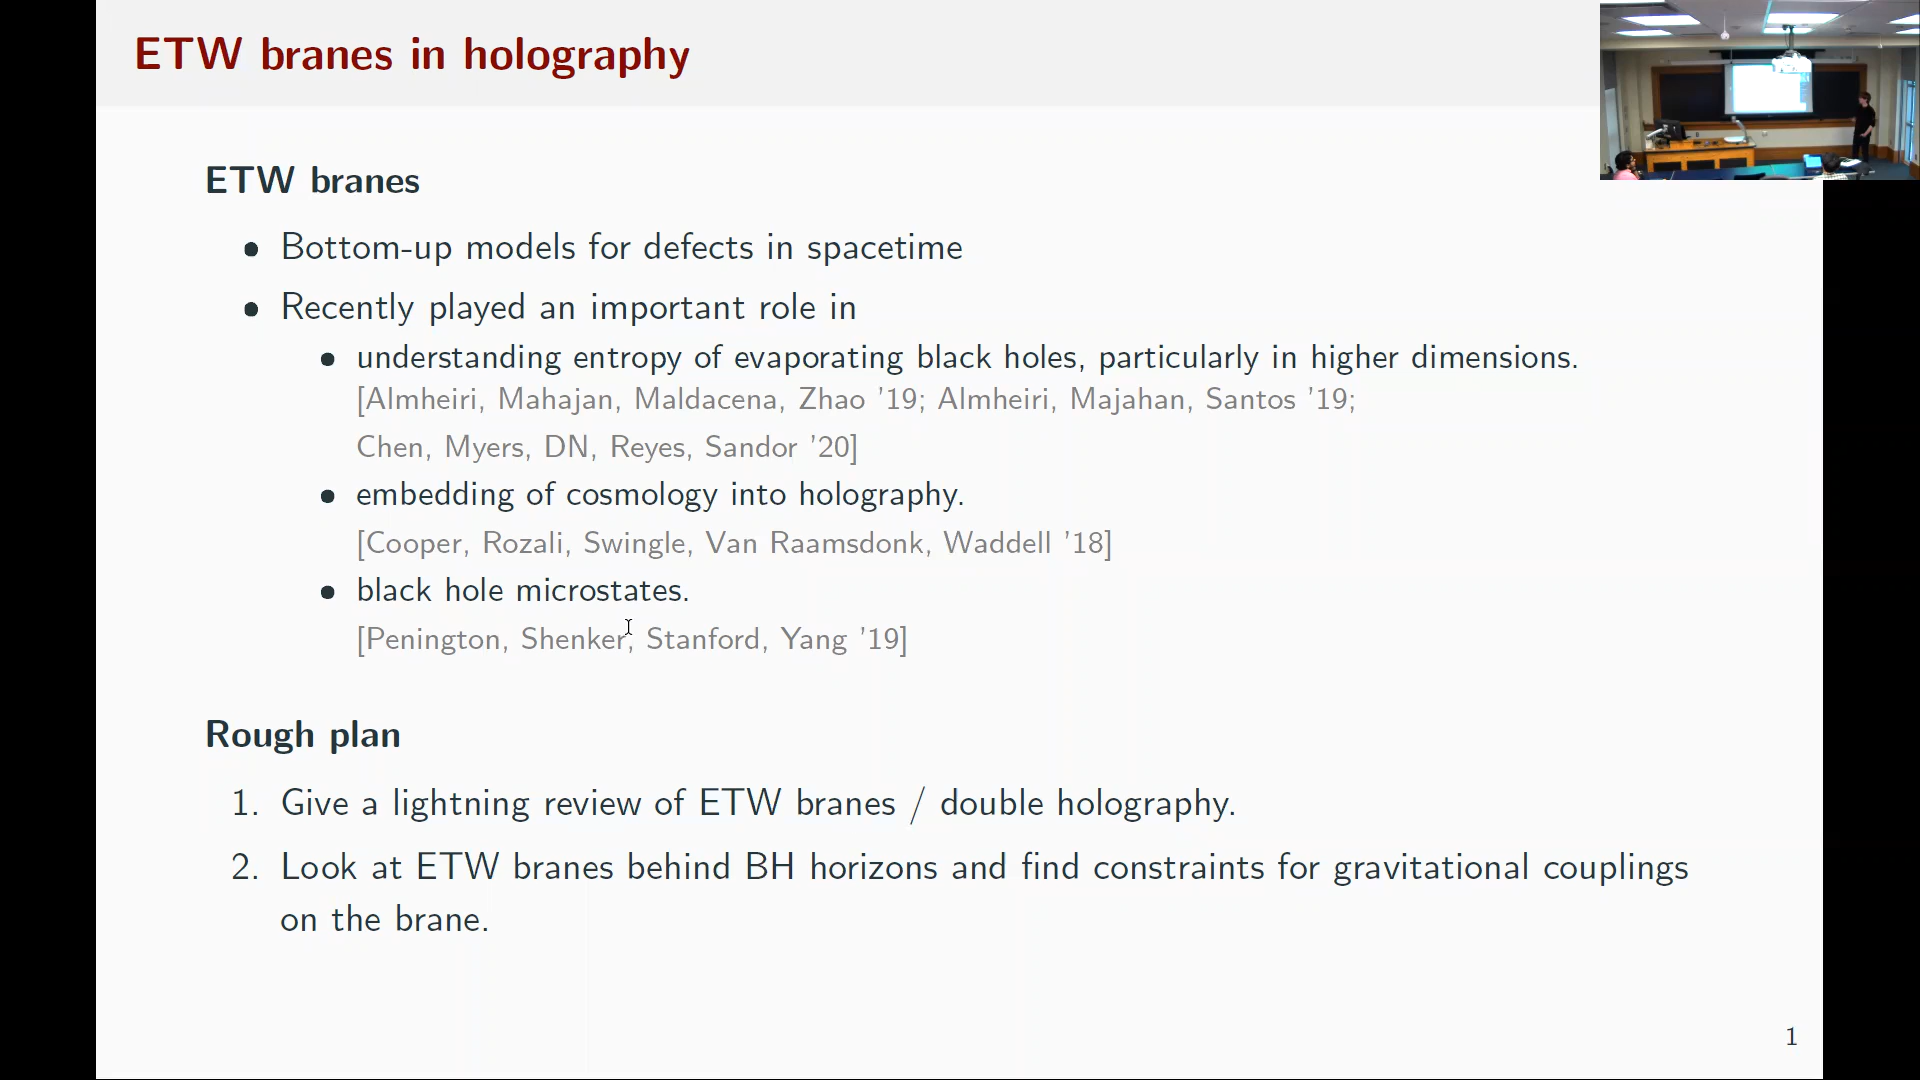 ETW branes in holography
ETW branes
• Bottom-up models for defects in spacetime
• Recently played an important role in
• understanding entropy of evaporating black holes, particularly in higher dimensions.
[Almheiri, Mahajan, Maldacena, Zhao '19; Almheiri, Majahan, Santos '19;
Chen, Myers, DN, Reyes, Sandor '20]
• embedding of cosmology into holography.
[Cooper, Rozali, Swingle, Van Raamsdonk, Waddell '18]
• black hole microstates.
[Penington, Shenker, Stanford, Yang '19]
Rough plan
1. Give a lightning review of ETW branes / double holography.
2. Look at ETW branes behind BH horizons and find constraints for gravitational couplings
on the brane.
1